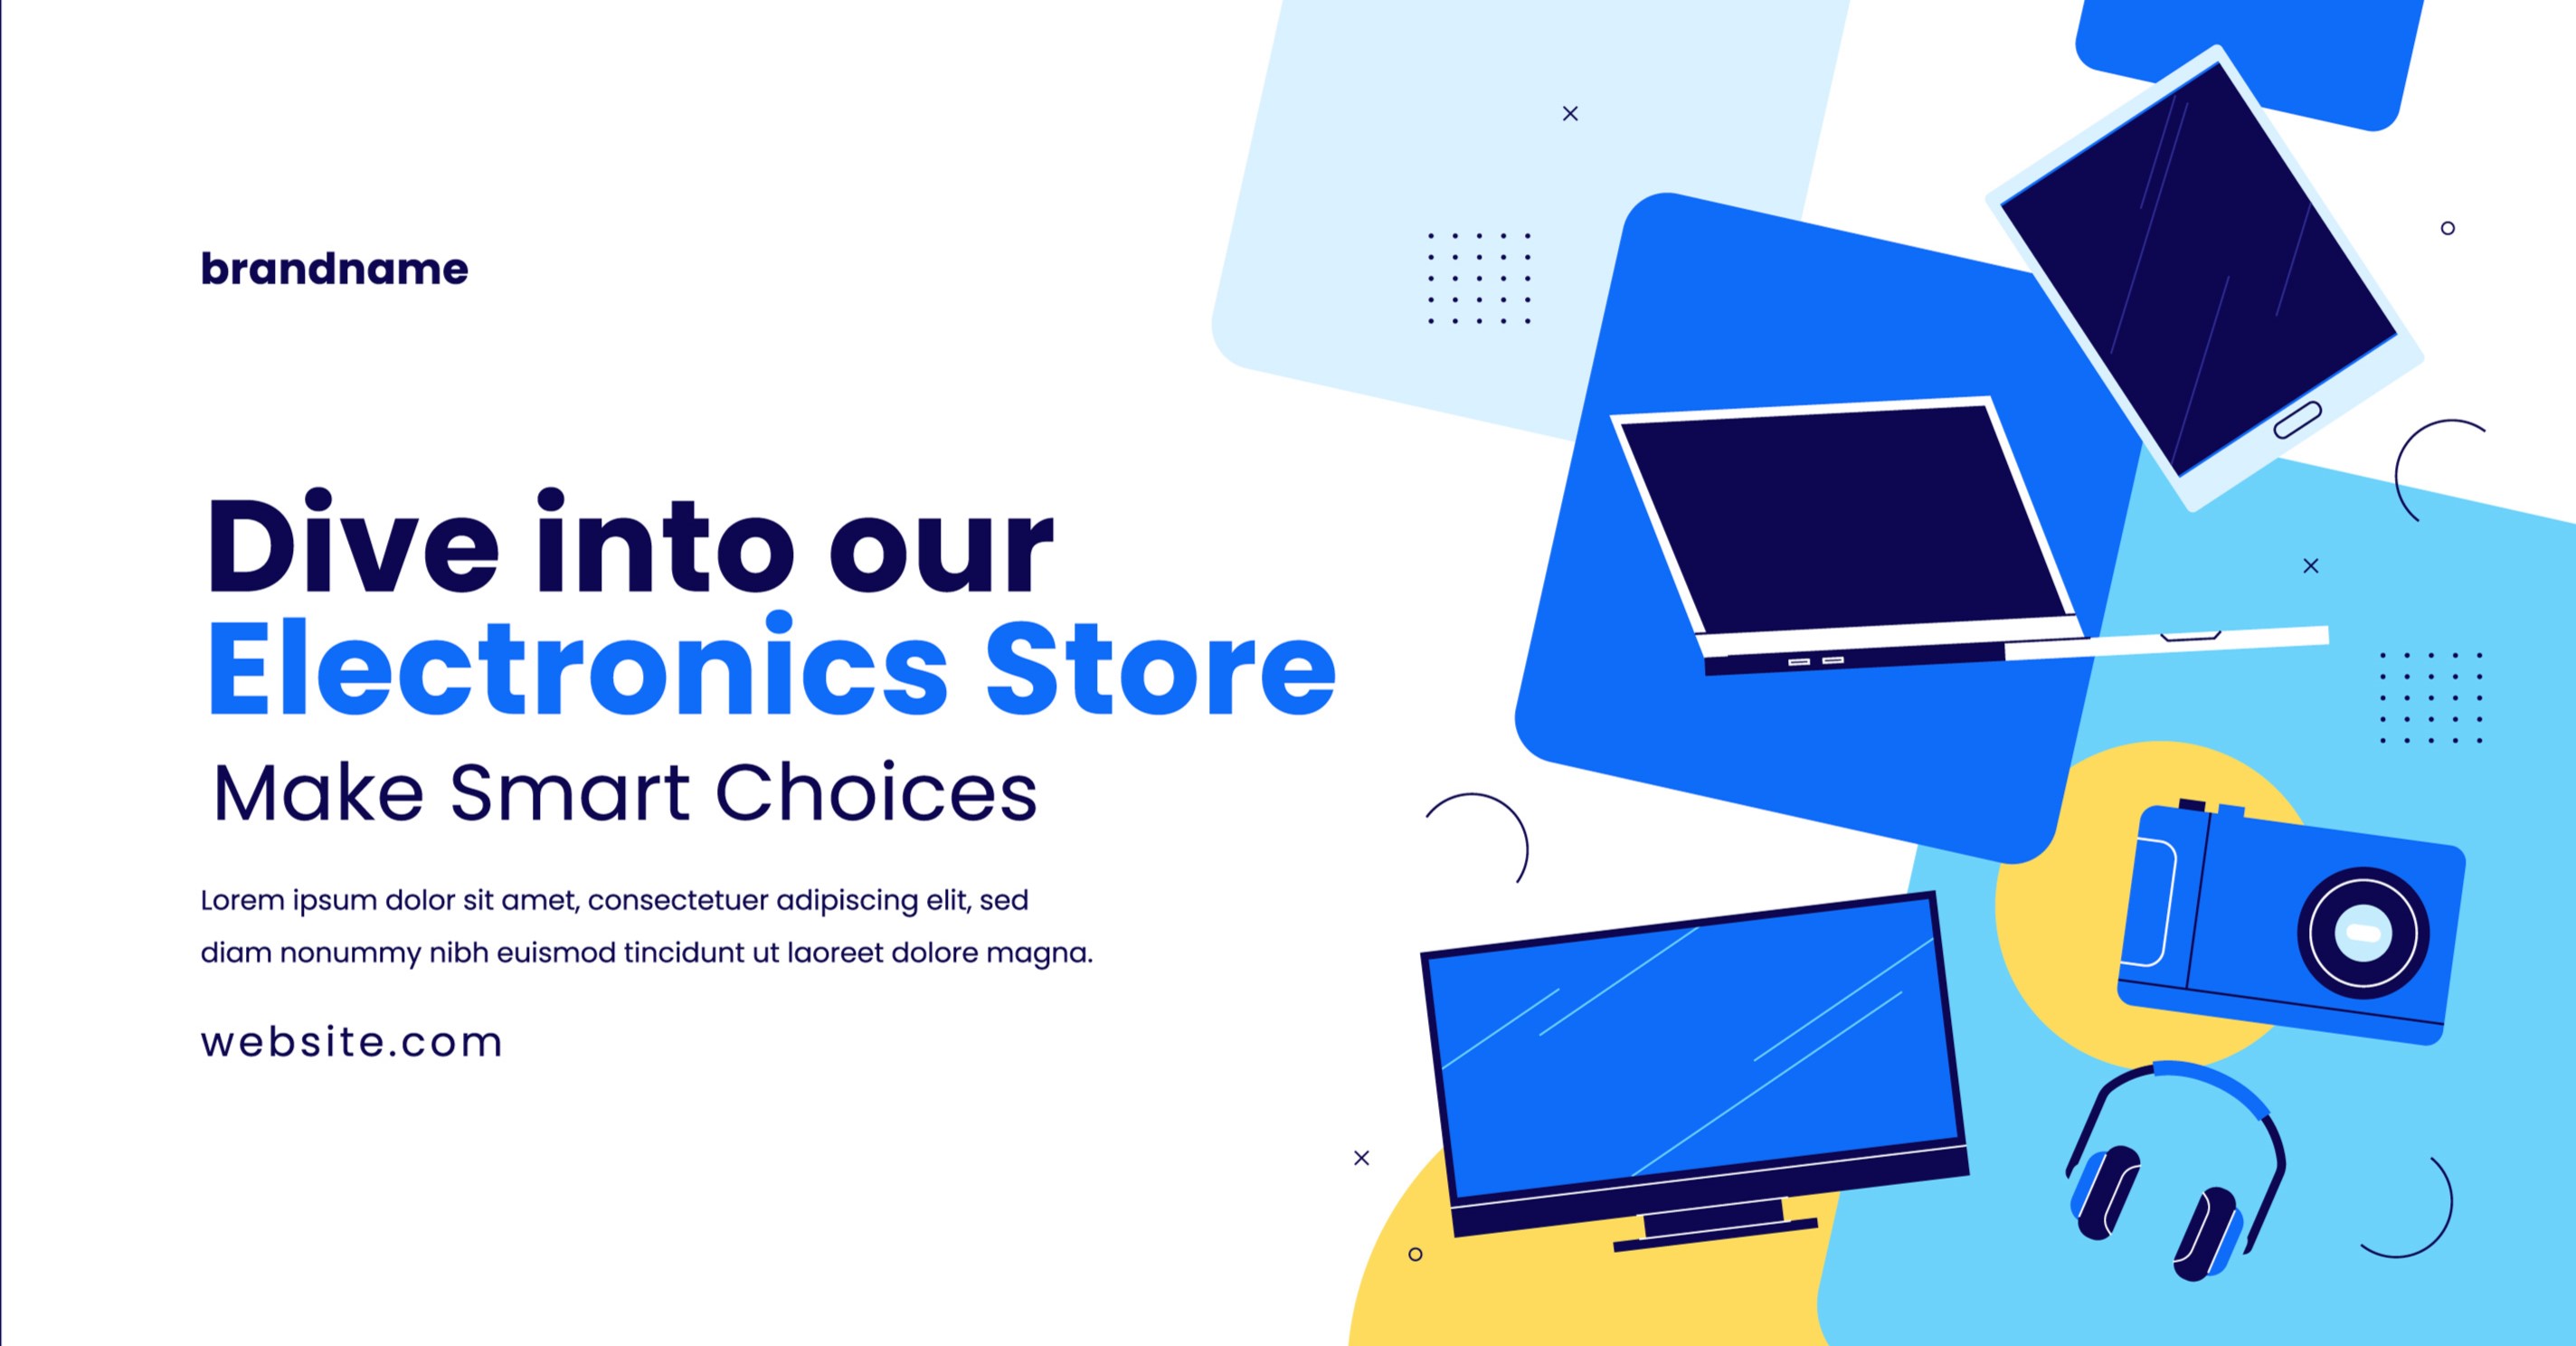 brandname
Dive into our
Electronics Store
Make Smart Choices
Lorem ipsum dolor sit amet, consectetuer adipiscing elit, sed
diam nonummy nibh euismod tincidunt ut laoreet dolore magna.
website.com